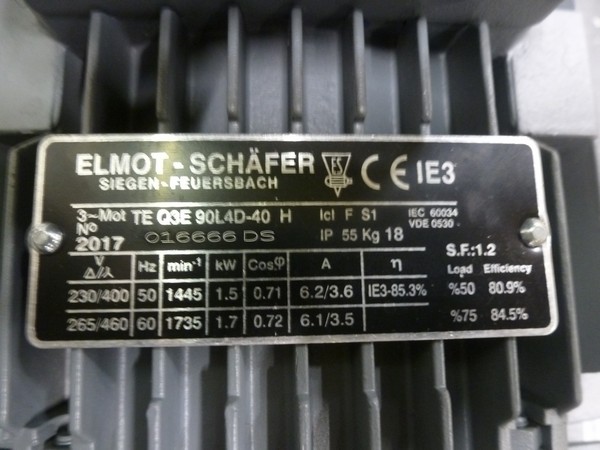 ELMOT-SCHÄFER ES CE IE3
SIEGEN-FEUERSBACH
3~Mot TE Q3E 90L4D-40 H Icl F S1 IEC 60034
VDE 0530
Nº 016666 DS IP 55 Kg 18
2017 S.F.:1.2
V Hz min⁻¹ kW Cosφ A η Load Efficiency
Δ/⅄
230/400 50 1445 1.5 0.71 6.2/3.6 IE3-85.3% %50 80.9%
265/460 60 1735 1.7 0.72 6.1/3.5 %75 84.5%